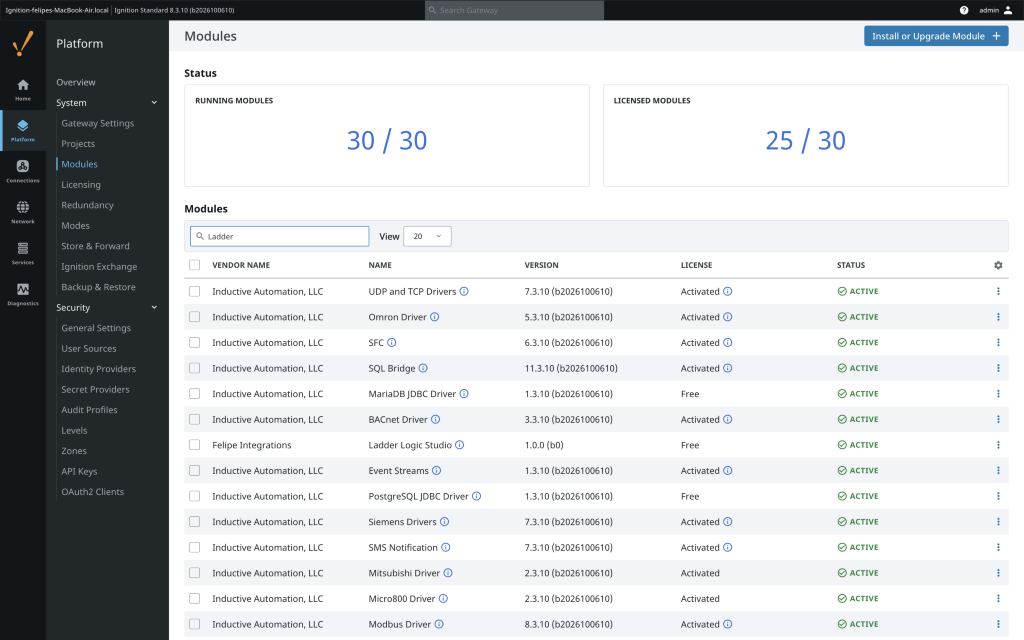 Ignition-felipes-MacBook-Air.local | Ignition Standard 8.3.10 (b2026100610)
Search Gateway
admin
Home
Platform
Connections
Network
Services
Diagnostics
Platform
Overview
System
Gateway Settings
Projects
Modules
Licensing
Redundancy
Modes
Store & Forward
Ignition Exchange
Backup & Restore
Security
General Settings
User Sources
Identity Providers
Secret Providers
Audit Profiles
Levels
Zones
API Keys
OAuth2 Clients
Modules
Install or Upgrade Module +
Status
RUNNING MODULES
30 / 30
LICENSED MODULES
25 / 30
Modules
Ladder
View 20
VENDOR NAME NAME VERSION LICENSE STATUS
Inductive Automation, LLC UDP and TCP Drivers 7.3.10 (b2026100610) Activated ACTIVE
Inductive Automation, LLC Omron Driver 5.3.10 (b2026100610) Activated ACTIVE
Inductive Automation, LLC SFC 6.3.10 (b2026100610) Activated ACTIVE
Inductive Automation, LLC SQL Bridge 11.3.10 (b2026100610) Activated ACTIVE
Inductive Automation, LLC MariaDB JDBC Driver 1.3.10 (b2026100610) Free ACTIVE
Inductive Automation, LLC BACnet Driver 3.3.10 (b2026100610) Activated ACTIVE
Felipe Integrations Ladder Logic Studio 1.0.0 (b0) Free ACTIVE
Inductive Automation, LLC Event Streams 1.3.10 (b2026100610) Activated ACTIVE
Inductive Automation, LLC PostgreSQL JDBC Driver 1.3.10 (b2026100610) Free ACTIVE
Inductive Automation, LLC Siemens Drivers 7.3.10 (b2026100610) Activated ACTIVE
Inductive Automation, LLC SMS Notification 7.3.10 (b2026100610) Activated ACTIVE
Inductive Automation, LLC Mitsubishi Driver 2.3.10 (b2026100610) Activated ACTIVE
Inductive Automation, LLC Micro800 Driver 2.3.10 (b2026100610) Activated ACTIVE
Inductive Automation, LLC Modbus Driver 8.3.10 (b2026100610) Activated ACTIVE